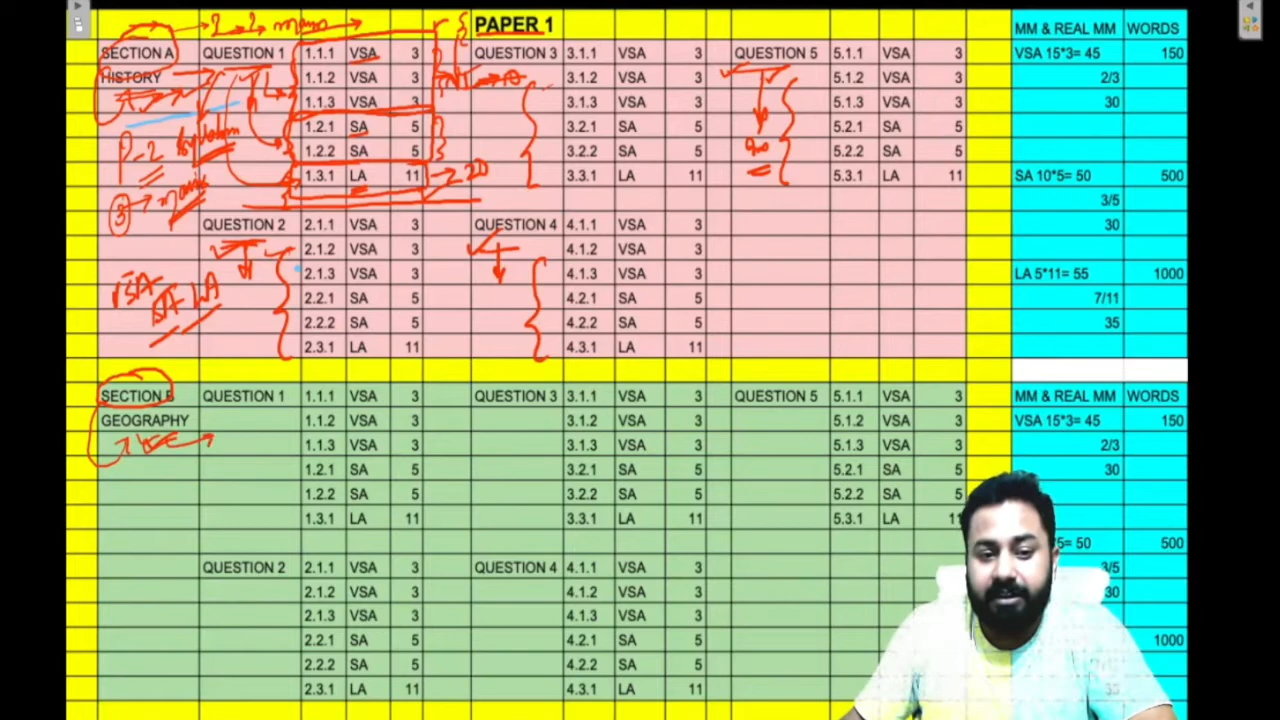 PAPER 1 MM & REAL MM WORDS
SECTION A QUESTION 1 1.1.1 VSA 3 QUESTION 3 3.1.1 VSA 3 QUESTION 5 5.1.1 VSA 3 VSA 15*3= 45 150
HISTORY 1.1.2 VSA 3 3.1.2 VSA 3 5.1.2 VSA 3 2/3
1.1.3 VSA 3 3.1.3 VSA 3 5.1.3 VSA 3 30
1.2.1 SA 5 3.2.1 SA 5 5.2.1 SA 5
P-2 syllabus 1.2.2 SA 5 3.2.2 SA 5 5.2.2 SA 5
1.3.1 LA 11 20 3.3.1 LA 11 5.3.1 LA 11 SA 10*5= 50 500
3 3/5
QUESTION 2 2.1.1 VSA 3 QUESTION 4 4.1.1 VSA 3 30
2.1.2 VSA 3 4.1.2 VSA 3
VSA SA LA 2.1.3 VSA 3 4.1.3 VSA 3 LA 5*11= 55 1000
2.2.1 SA 5 4.2.1 SA 5 7/11
2.2.2 SA 5 4.2.2 SA 5 35
2.3.1 LA 11 4.3.1 LA 11
SECTION B QUESTION 1 1.1.1 VSA 3 QUESTION 3 3.1.1 VSA 3 QUESTION 5 5.1.1 VSA 3 MM & REAL MM WORDS
GEOGRAPHY 1.1.2 VSA 3 3.1.2 VSA 3 5.1.2 VSA 3 VSA 15*3= 45 150
1.1.3 VSA 3 3.1.3 VSA 3 5.1.3 VSA 3 2/3
1.2.1 SA 5 3.2.1 SA 5 5.2.1 SA 5 30
1.2.2 SA 5 3.2.2 SA 5 5.2.2 SA 5
1.3.1 LA 11 3.3.1 LA 11 5.3.1 LA 11
5= 50 500
QUESTION 2 2.1.1 VSA 3 QUESTION 4 4.1.1 VSA 3 3/5
2.1.2 VSA 3 4.1.2 VSA 3 30
2.1.3 VSA 3 4.1.3 VSA 3
2.2.1 SA 5 4.2.1 SA 5 1000
2.2.2 SA 5 4.2.2 SA 5
2.3.1 LA 11 4.3.1 LA 11